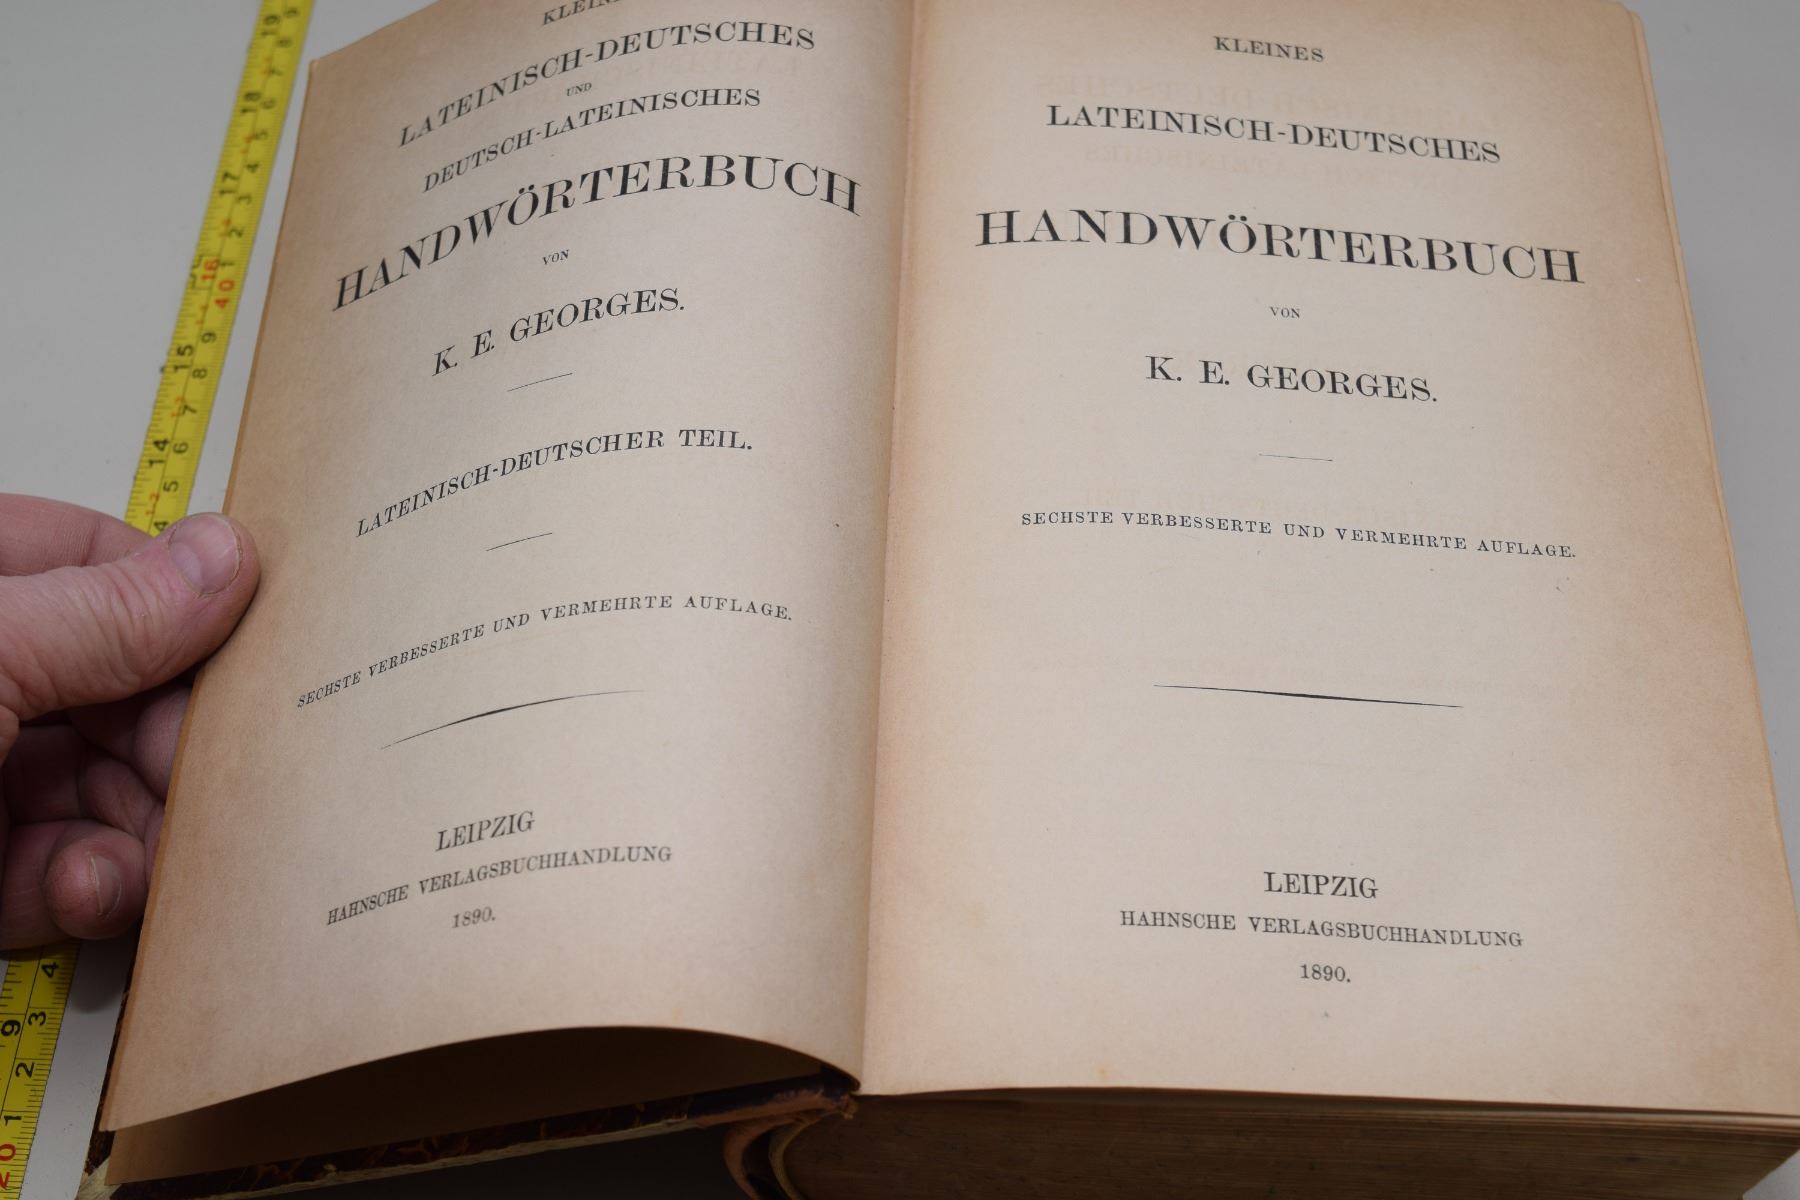 LATEINISCH-DEUTSCHES
UND
DEUTSCH-LATEINISCHES
HANDWÖRTERBUCH
VON
K. E. GEORGES.
LATEINISCH-DEUTSCHER TEIL.
SECHSTE VERBESSERTE UND VERMEHRTE AUFLAGE.
LEIPZIG
HAHNSCHE VERLAGSBUCHHANDLUNG
1890.
KLEINES
LATEINISCH-DEUTSCHES
HANDWÖRTERBUCH
VON
K. E. GEORGES.
SECHSTE VERBESSERTE UND VERMEHRTE AUFLAGE.
LEIPZIG
HAHNSCHE VERLAGSBUCHHANDLUNG
1890.